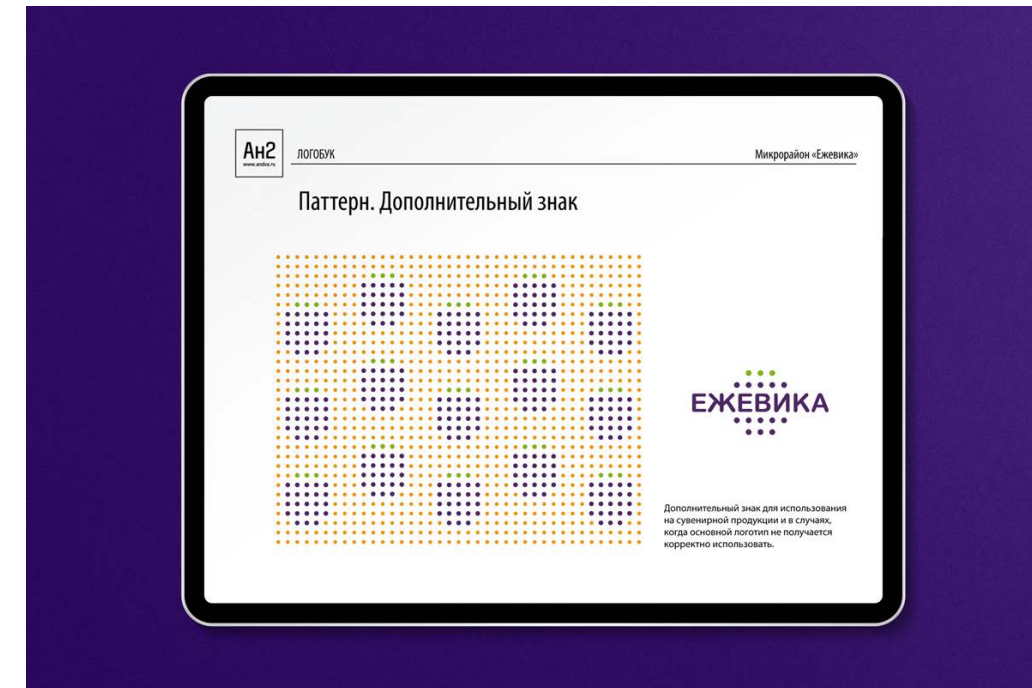 Ан2
www.andva.ru
ЛОГОБУК
Микрорайон «Ежевика»
Паттерн. Дополнительный знак
ЕЖЕВИКА
Дополнительный знак для использования
на сувенирной продукции и в случаях,
когда основной логотип не получается
корректно использовать.